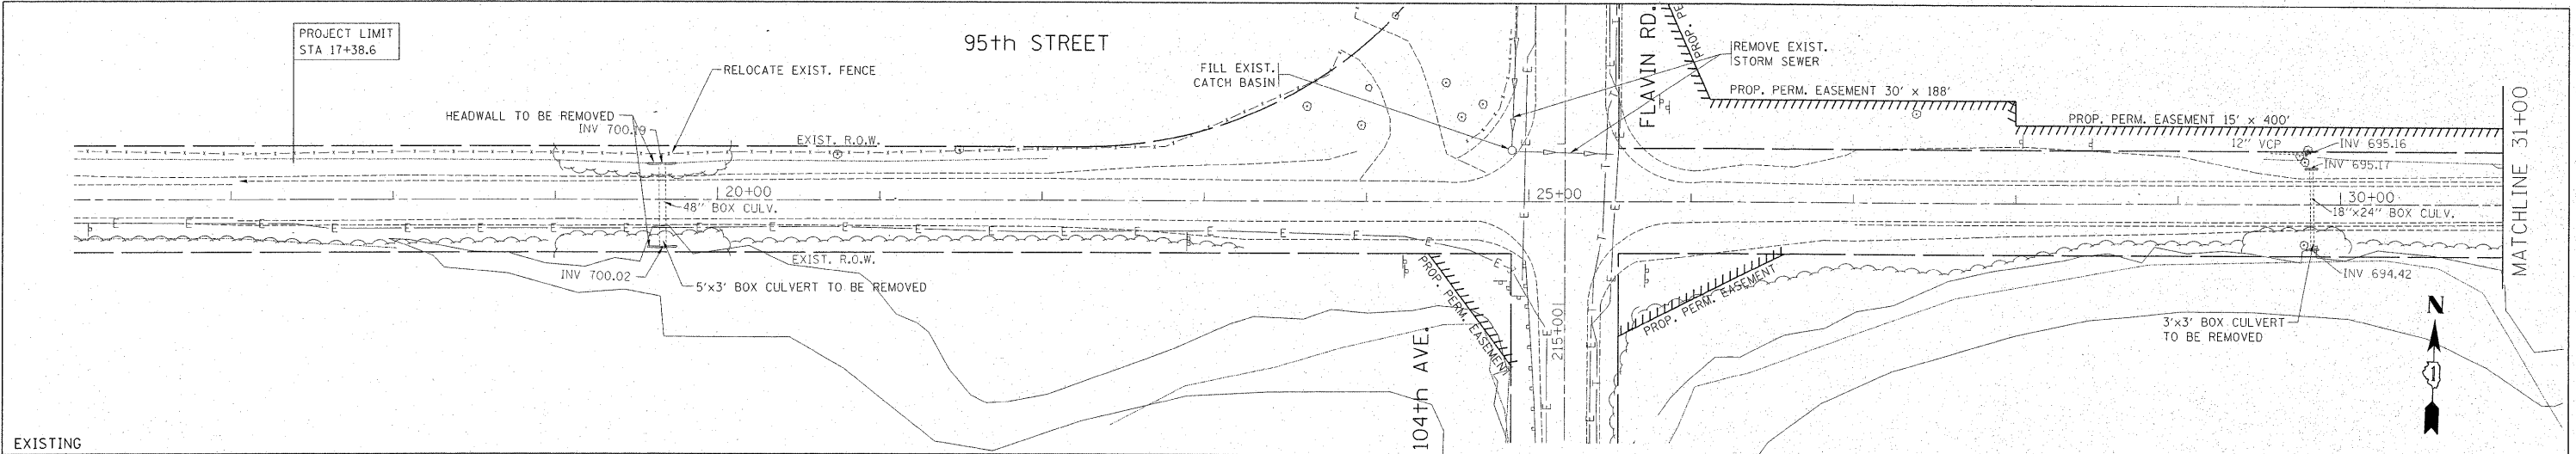 PROJECT LIMIT
STA 17+38.6
95th STREET
RELOCATE EXIST. FENCE
HEADWALL TO BE REMOVED
INV 700.19
EXIST. R.O.W.
FILL EXIST.
CATCH BASIN
REMOVE EXIST.
STORM SEWER
FLAVIN RD.
PROP. PE
PROP. PERM. EASEMENT 30' x 188'
PROP. PERM. EASEMENT 15' x 400'
12" VCP
INV 695.16
INV 695.17
MATCHLINE 31+00
20+00
25+00
30+00
48" BOX CULV.
18"x24" BOX CULV.
E E E E E E E E E E E E
EXIST. R.O.W.
INV 700.02
5'x3' BOX CULVERT TO BE REMOVED
PROP. PERM. EASEMENT
PROP. PERM. EASEMENT
INV 694.42
3'x3' BOX CULVERT
TO BE REMOVED
215+00
104th AVE.
N
1
EXISTING